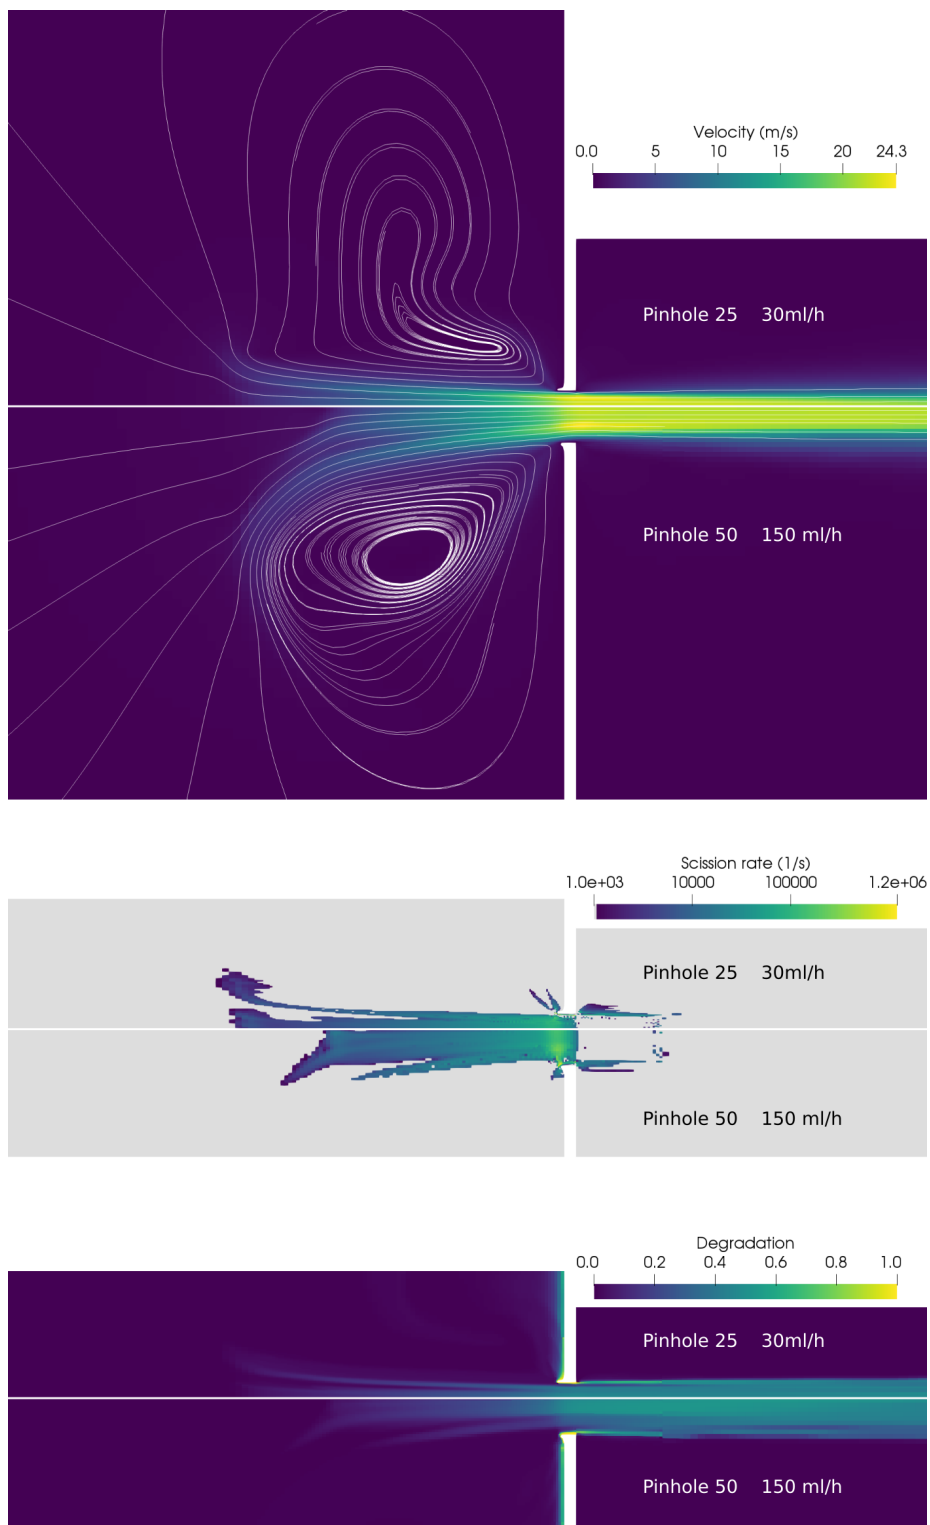 Velocity (m/s)
0.0 5 10 15 20 24.3
Pinhole 25 30ml/h
Pinhole 50 150 ml/h
Scission rate (1/s)
1.0e+03 10000 100000 1.2e+06
Pinhole 25 30ml/h
Pinhole 50 150 ml/h
Degradation
0.0 0.2 0.4 0.6 0.8 1.0
Pinhole 25 30ml/h
Pinhole 50 150 ml/h